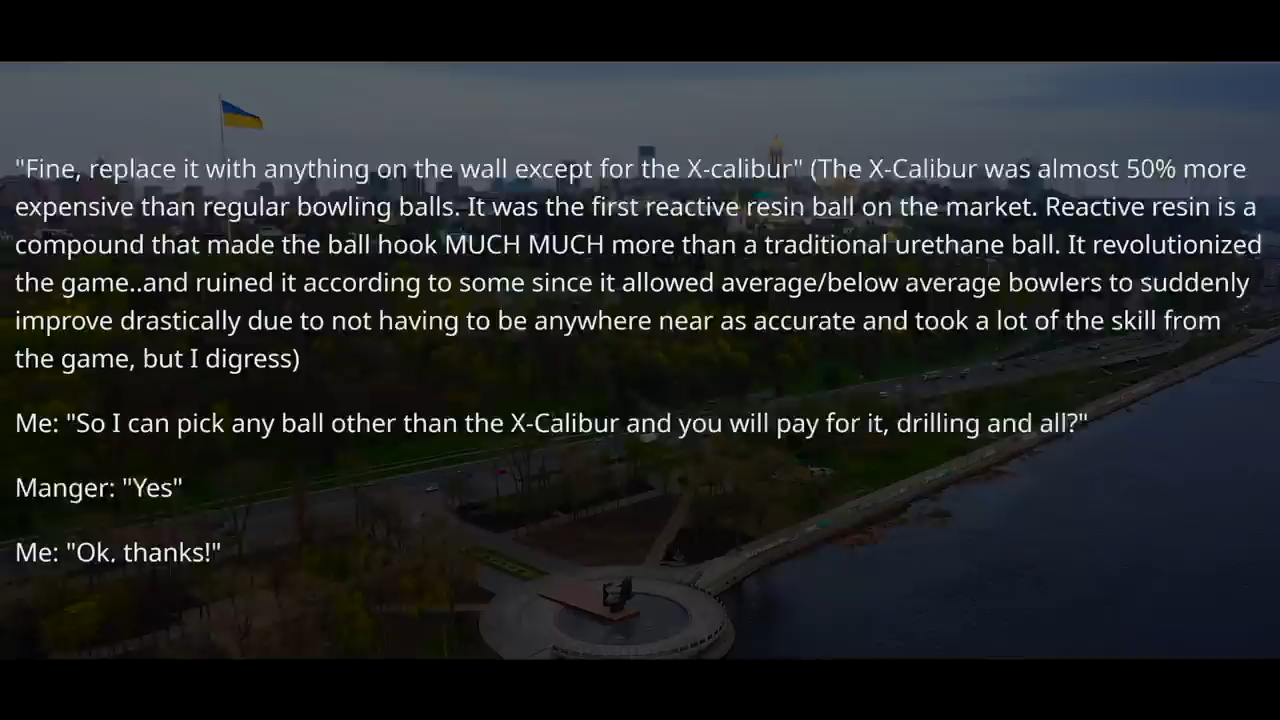 "Fine, replace it with anything on the wall except for the X-calibur" (The X-Calibur was almost 50% more
expensive than regular bowling balls. It was the first reactive resin ball on the market. Reactive resin is a
compound that made the ball hook MUCH MUCH more than a traditional urethane ball. It revolutionized
the game..and ruined it according to some since it allowed average/below average bowlers to suddenly
improve drastically due to not having to be anywhere near as accurate and took a lot of the skill from
the game, but I digress)
Me: "So I can pick any ball other than the X-Calibur and you will pay for it, drilling and all?"
Manger: "Yes"
Me: "Ok, thanks!"